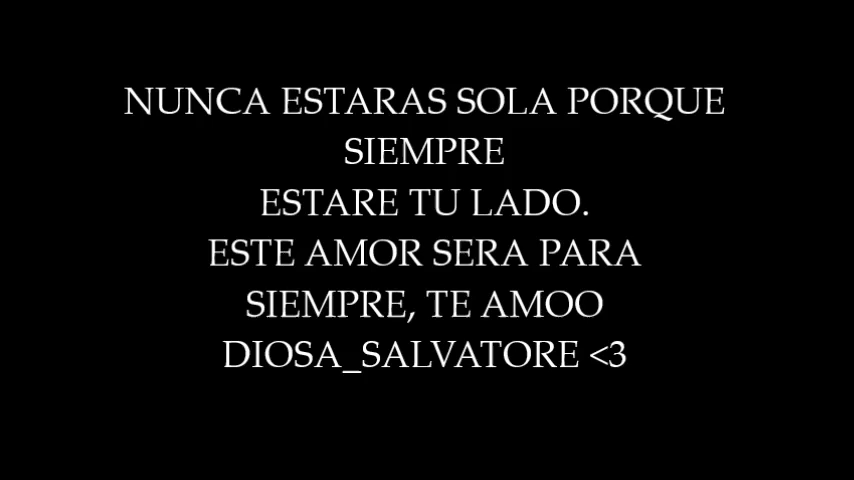 NUNCA ESTARAS SOLA PORQUE
SIEMPRE
ESTARE TU LADO.
ESTE AMOR SERA PARA
SIEMPRE, TE AMOO
DIOSA_SALVATORE <3